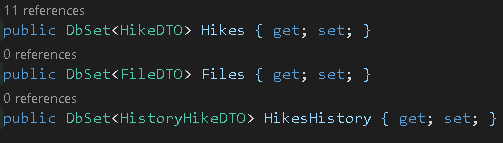 11 references
public DbSet<HikeDTO> Hikes { get; set; }
0 references
public DbSet<FileDTO> Files { get; set; }
0 references
public DbSet<HistoryHikeDTO> HikesHistory { get; set; }